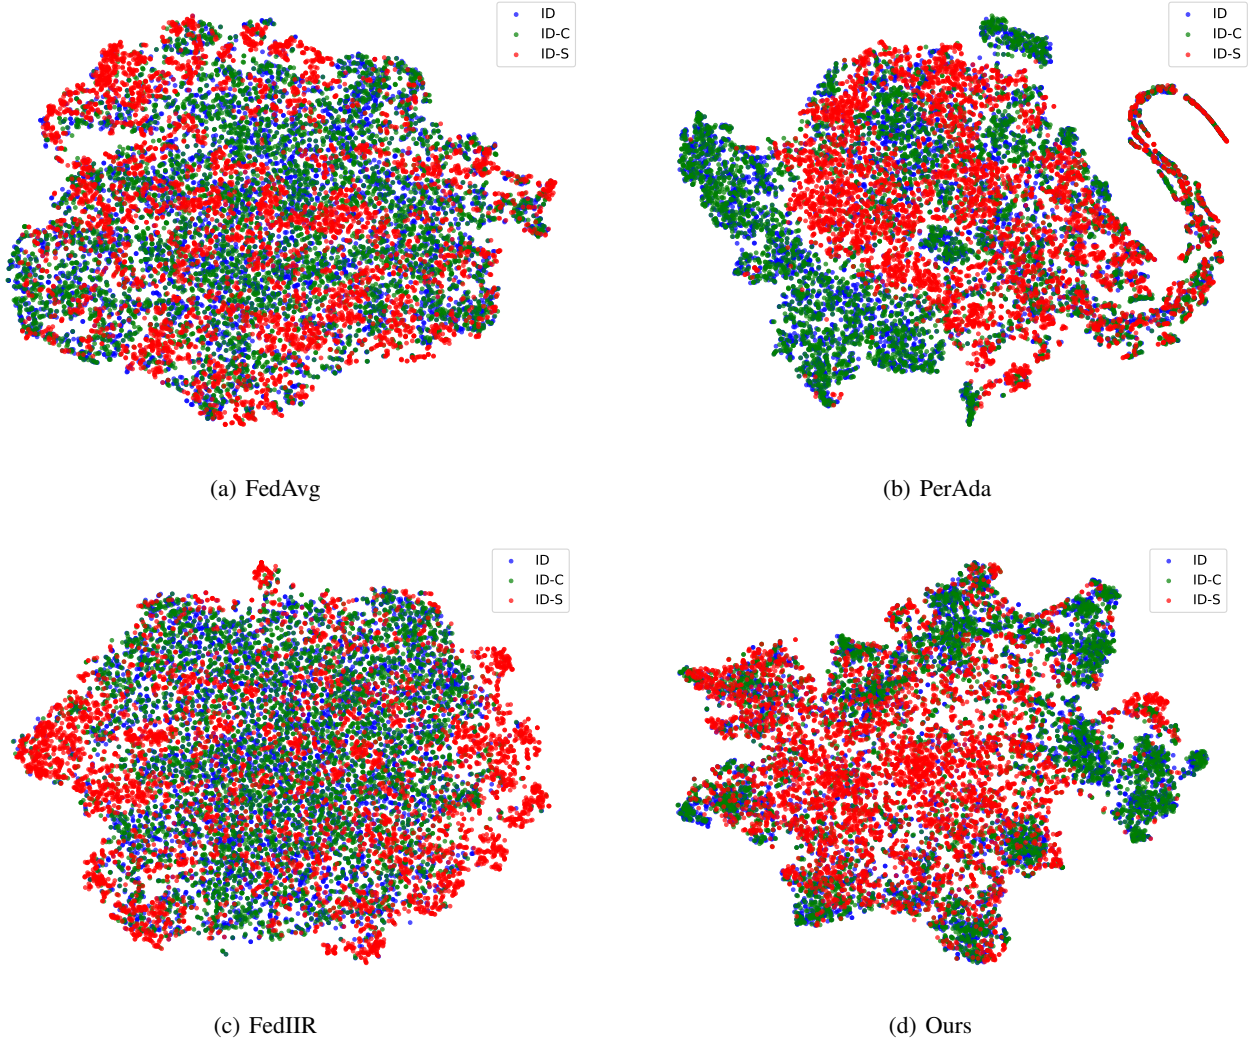 ID
ID-C
ID-S
ID
ID-C
ID-S
(a) FedAvg
(b) PerAda
ID
ID-C
ID-S
ID
ID-C
ID-S
(c) FedIIR
(d) Ours